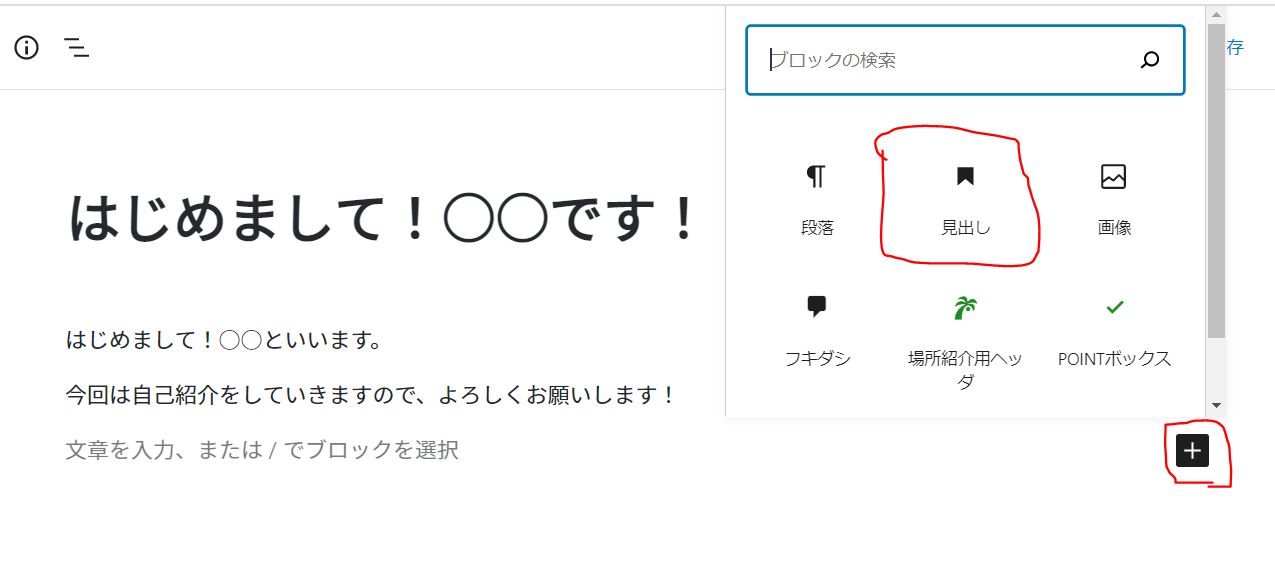 ブロックの検索
存
はじめまして！〇〇です！
段落
見出し
画像
フキダシ
場所紹介用ヘッ
ダ
POINTボックス
はじめまして！〇〇といいます。
今回は自己紹介をしていきますので、よろしくお願いします！
文章を入力、または / でブロックを選択